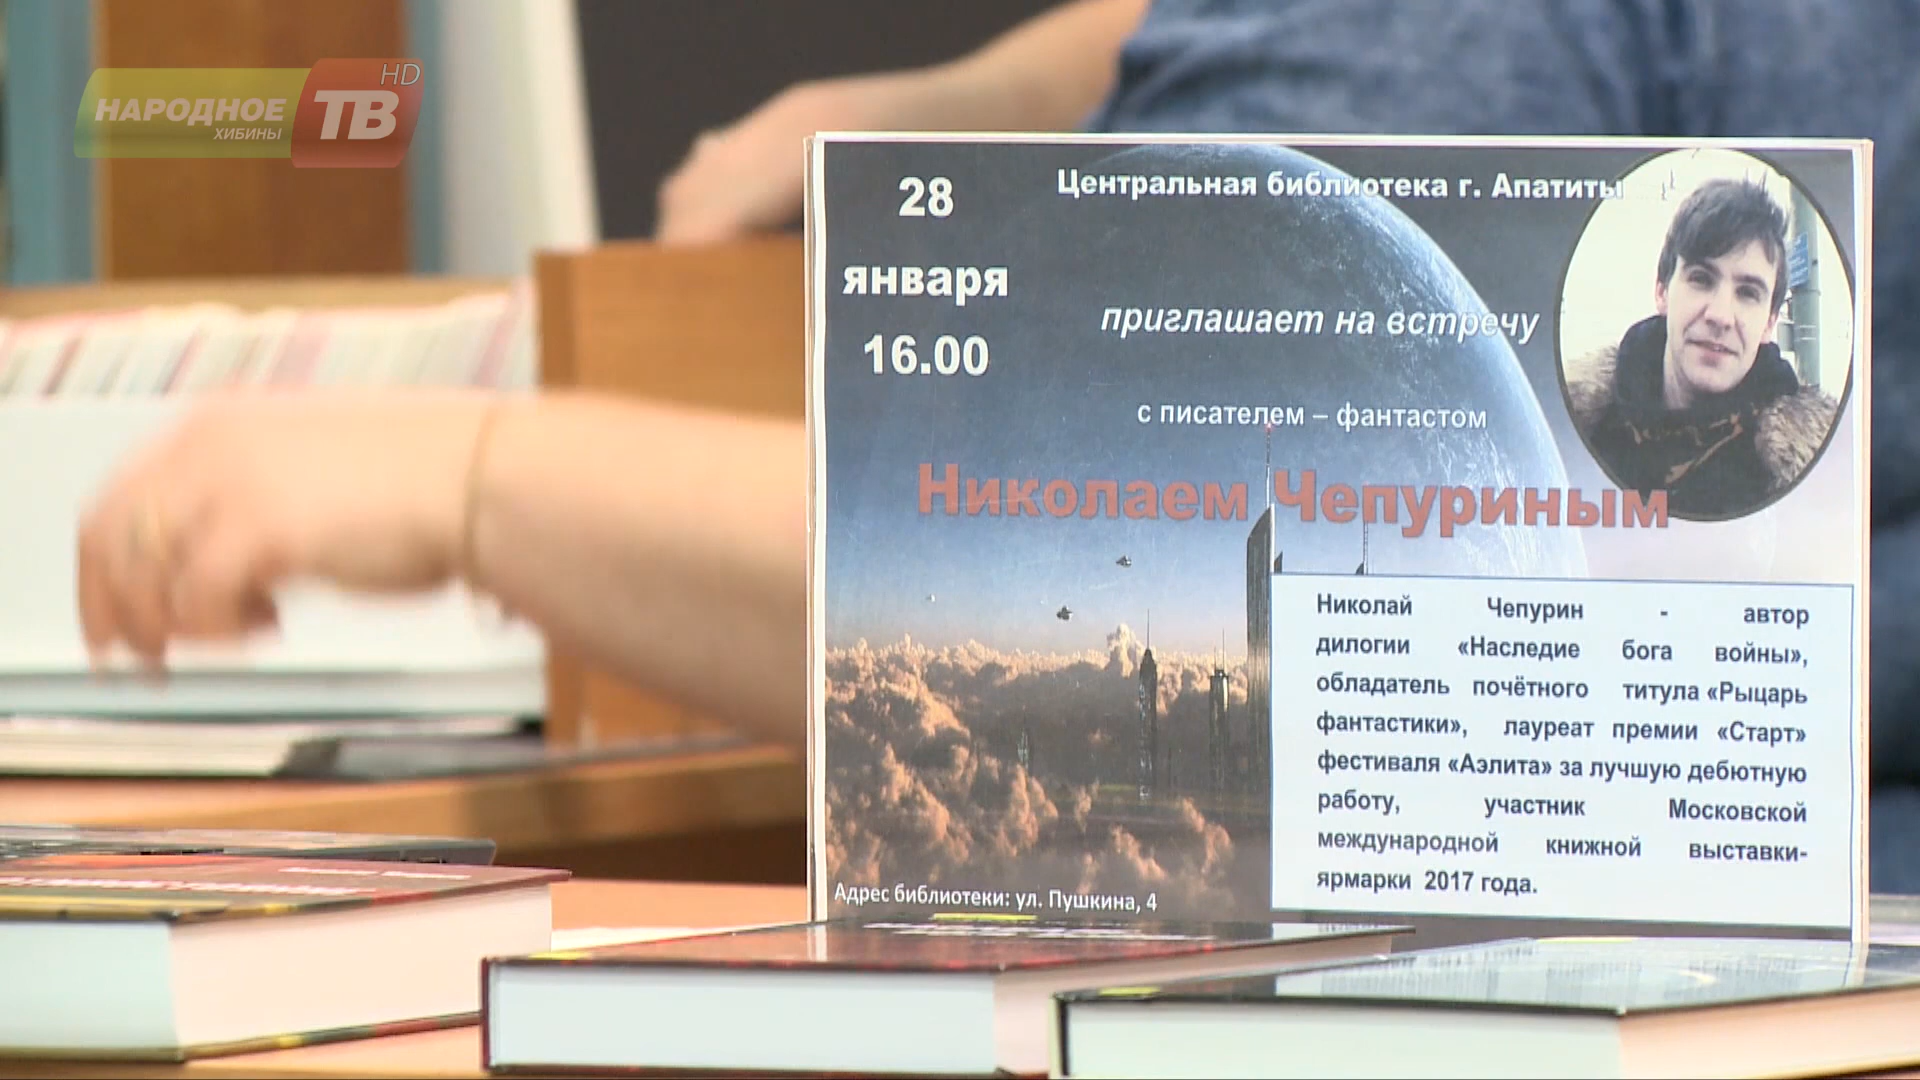 НАРОДНОЕ
ХИБИНЫ
ТВ
HD
28
января
16.00
Центральная библиотека г. Апатиты
приглашает на встречу
с писателем – фантастом
Николаем Чепуриным
Николай Чепурин - автор
дилогии «Наследие бога войны»,
обладатель почётного титула «Рыцарь
фантастики», лауреат премии «Старт»
фестиваля «Аэлита» за лучшую дебютную
работу, участник Московской
международной книжной выставки-
ярмарки 2017 года.
Адрес библиотеки: ул. Пушкина, 4